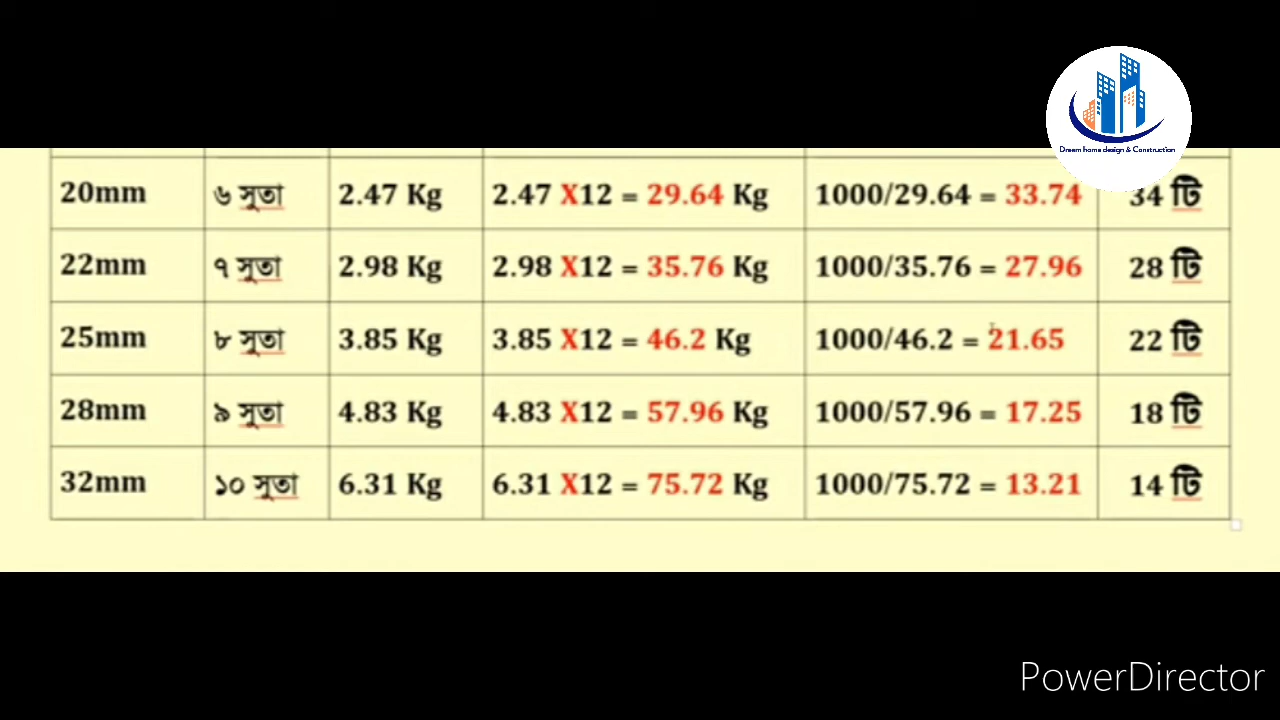 Dreem home design & Construction
20mm ৬ সুতা 2.47 Kg 2.47 X12 = 29.64 Kg 1000/29.64 = 33.74 34 টি
22mm ৭ সুতা 2.98 Kg 2.98 X12 = 35.76 Kg 1000/35.76 = 27.96 28 টি
25mm ৮ সুতা 3.85 Kg 3.85 X12 = 46.2 Kg 1000/46.2 = 21.65 22 টি
28mm ৯ সুতা 4.83 Kg 4.83 X12 = 57.96 Kg 1000/57.96 = 17.25 18 টি
32mm ১০ সুতা 6.31 Kg 6.31 X12 = 75.72 Kg 1000/75.72 = 13.21 14 টি
PowerDirector